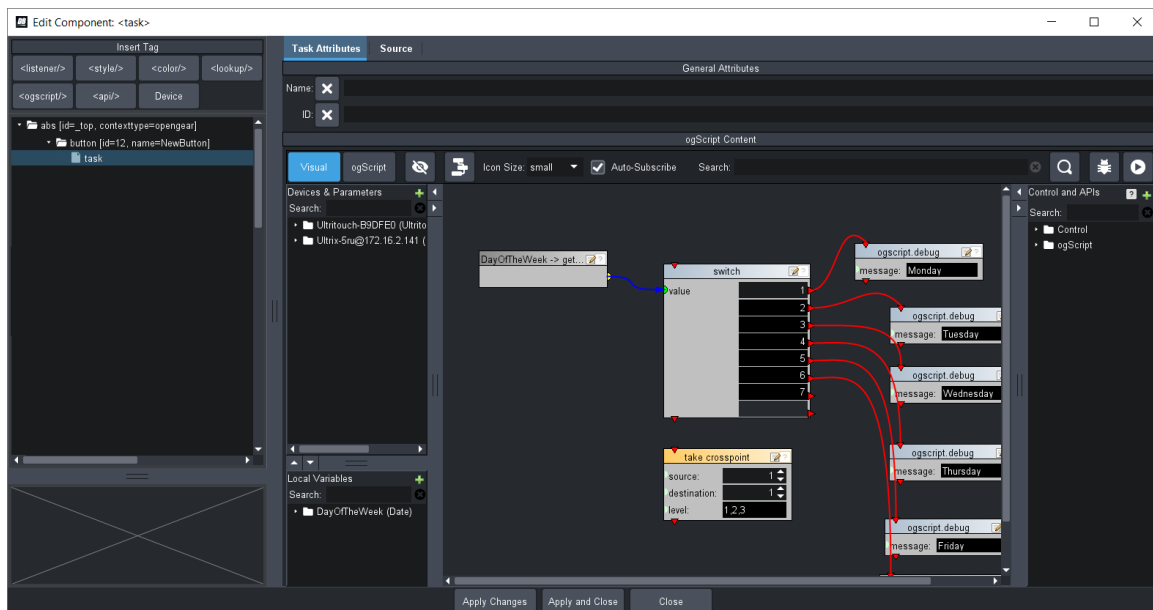 Edit Component: <task>
Insert Tag
<listener/>
<style/>
<color/>
<lookup/>
<ogscript/>
<api/>
Device
abs [id=_top, contexttype=opengear]
button [id=12, name=NewButton]
task
Task Attributes
Source
General Attributes
Name:
ID:
ogScript Content
Visual
ogScript
Icon Size: small
Auto-Subscribe
Search:
Devices & Parameters
Search:
Ultritouch-B9DFE0 (Ultrito
Ultrix-5ru@172.16.2.141 (
Local Variables
Search:
DayOfTheWeek (Date)
DayOfTheWeek -> get...
switch
value
1
2
3
4
5
6
7
take crosspoint
source: 1
destination: 1
level: 1,2,3
ogscript.debug
message: Monday
ogscript.debug
message: Tuesday
ogscript.debug
message: Wednesday
ogscript.debug
message: Thursday
ogscript.debug
message: Friday
Control and APIs
Search:
Control
ogScript
Apply Changes
Apply and Close
Close